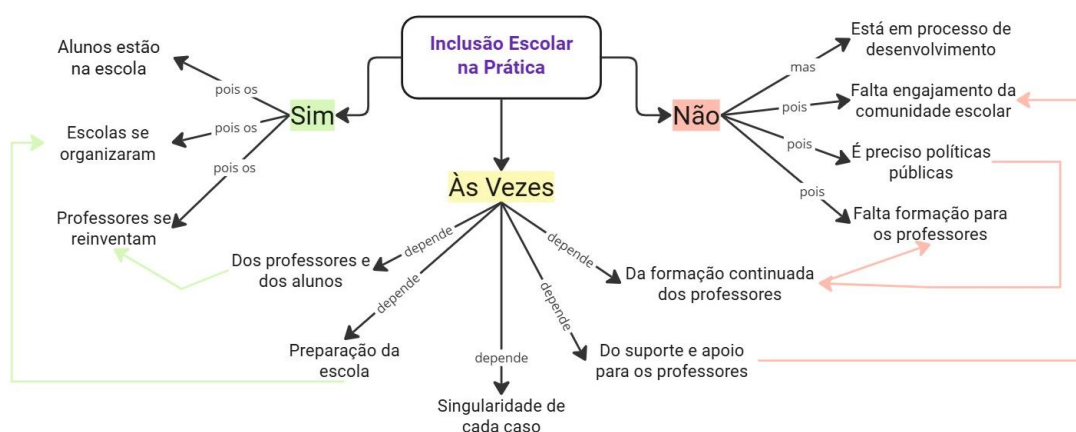 Inclusão Escolar
na Prática
Sim
pois os
Alunos estão
na escola
pois os
Escolas se
organizaram
pois os
Professores se
reinventam
Às Vezes
depende
Dos professores e
dos alunos
depende
Preparação da
escola
depende
Singularidade de
cada caso
depende
Do suporte e apoio
para os professores
depende
Da formação continuada
dos professores
Não
mas
Está em processo de
desenvolvimento
pois
Falta engajamento da
comunidade escolar
pois
É preciso políticas
públicas
pois
Falta formação para
os professores